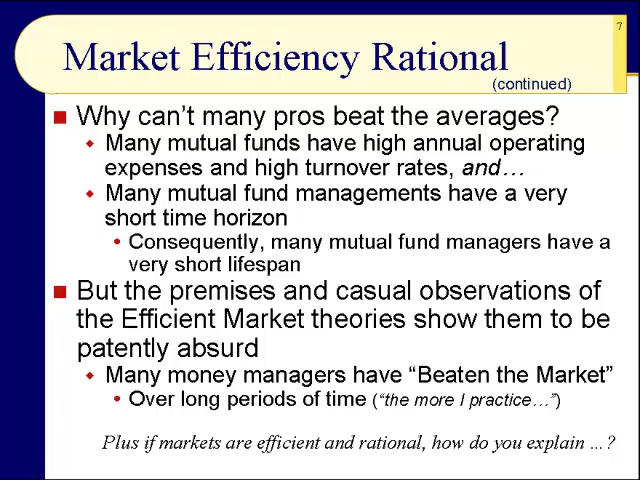 7
Market Efficiency Rational
(continued)
Why can't many pros beat the averages?
Many mutual funds have high annual operating
expenses and high turnover rates, and…
Many mutual fund managements have a very
short time horizon
Consequently, many mutual fund managers have a
very short lifespan
But the premises and casual observations of
the Efficient Market theories show them to be
patently absurd
Many money managers have “Beaten the Market”
Over long periods of time (“the more I practice…”)
Plus if markets are efficient and rational, how do you explain …?